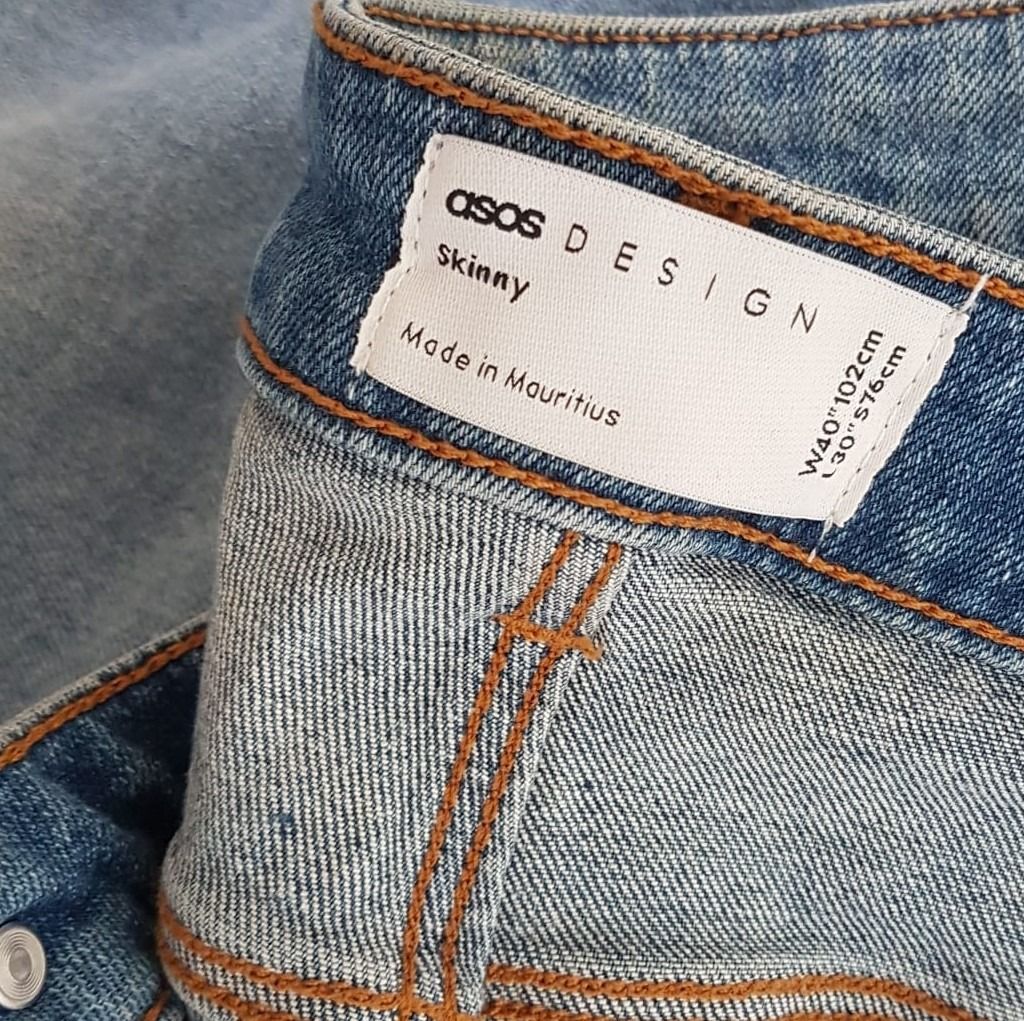 asos DESIGN
Skinny
Made in Mauritius
W40"102cm
L30"S76cm